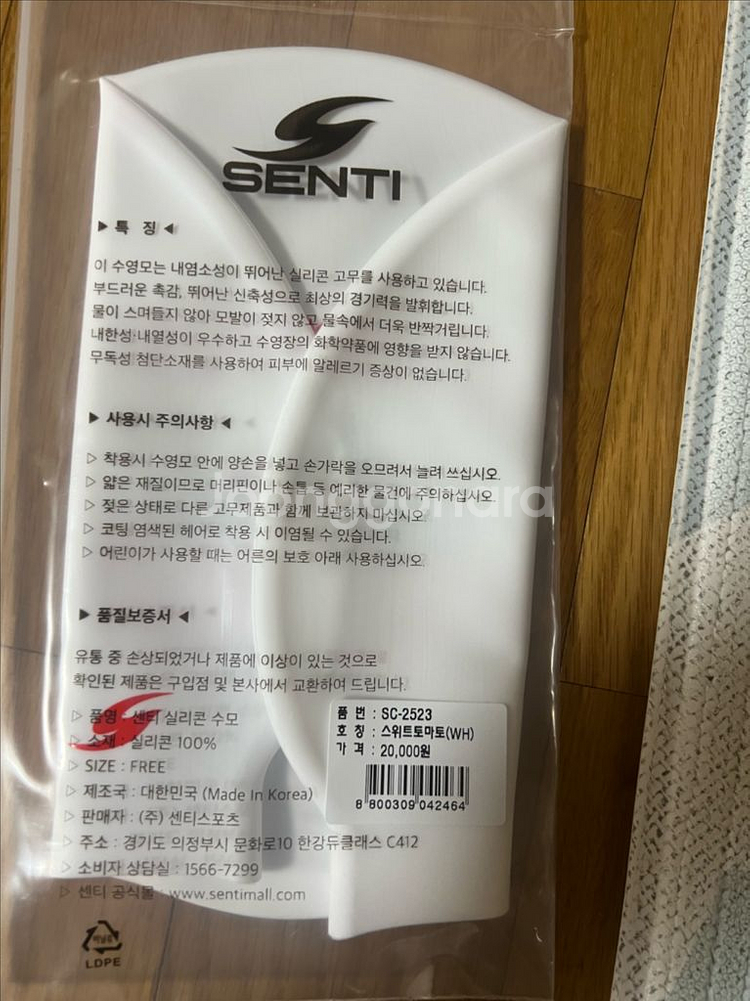 SENTI
▶ 특 징 ◀
이 수영모는 내염소성이 뛰어난 실리콘 고무를 사용하고 있습니다.
부드러운 촉감, 뛰어난 신축성으로 최상의 경기력을 발휘합니다.
물이 스며들지 않아 모발이 젖지 않고 물속에서 더욱 반짝거립니다.
내한성·내열성이 우수하고 수영장의 화학약품에 영향을 받지 않습니다.
무독성 첨단소재를 사용하여 피부에 알레르기 증상이 없습니다.
▶ 사용시 주의사항 ◀
▷ 착용시 수영모 안에 양손을 넣고 손가락을 오므려서 늘려 쓰십시오.
▷ 얇은 재질이므로 머리핀이나 손톱 등 예리한 물건에 주의하십시오.
▷ 젖은 상태로 다른 고무제품과 함께 보관하지 마십시오.
▷ 코팅 염색된 헤어로 착용 시 이염될 수 있습니다.
▷ 어린이가 사용할 때는 어른의 보호 아래 사용하십시오.
joonggonara
▶ 품질보증서 ◀
유통 중 손상되었거나 제품에 이상이 있는 것으로
확인된 제품은 구입점 및 본사에서 교환하여 드립니다.
▷ 품명 : 센티 실리콘 수모
▷ 소재 : 실리콘 100%
▷ SIZE : FREE
▷ 제조국 : 대한민국 (Made In Korea)
▷ 판매자 : (주) 센티스포츠
▷ 주소 : 경기도 의정부시 문화로10 한강듀클래스 C412
▷ 소비자 상담실 : 1566-7299
▷ 센티 공식몰 : www.sentimall.com
품 번 : SC-2523
호 칭 : 스위트토마토(WH)
가 격 : 20,000원
8 800309 042464
비닐류
LDPE